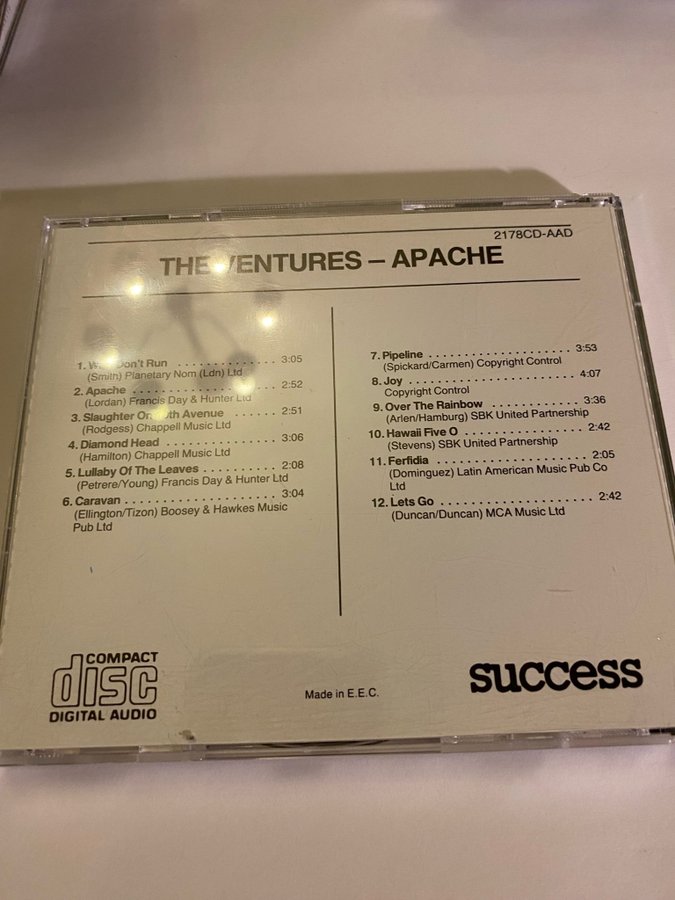 2178CD-AAD
THE VENTURES – APACHE
1. Don't Run . . . . . . . . . . . . . . 3:05
(Smith) Planetary Nom (Ldn) Ltd
2. Apache . . . . . . . . . . . . . . . . . . . . 2:52
(Lordan) Francis Day & Hunter Ltd
3. Slaughter On Avenue . . . . . . . 2:51
(Rodgess) Chappell Music Ltd
4. Diamond Head . . . . . . . . . . . . . . . 3:06
(Hamilton) Chappell Music Ltd
5. Lullaby Of The Leaves . . . . . . . . . . 2:08
(Petrere/Young) Francis Day & Hunter Ltd
6. Caravan . . . . . . . . . . . . . . . . . . . . 3:04
(Ellington/Tizon) Boosey & Hawkes Music
Pub Ltd
7. Pipeline . . . . . . . . . . . . . . . . . . . . 3:53
(Spickard/Carmen) Copyright Control
8. Joy . . . . . . . . . . . . . . . . . . . . . . . 4:07
Copyright Control
9. Over The Rainbow . . . . . . . . . . . . . 3:36
(Arlen/Hamburg) SBK United Partnership
10. Hawaii Five O . . . . . . . . . . . . . . . . 2:42
(Stevens) SBK United Partnership
11. Ferfidia . . . . . . . . . . . . . . . . . . . . 2:05
(Dominguez) Latin American Music Pub Co
Ltd
12. Lets Go . . . . . . . . . . . . . . . . . . . . 2:42
(Duncan/Duncan) MCA Music Ltd
COMPACT
disc
DIGITAL AUDIO
Made in E.E.C.
success